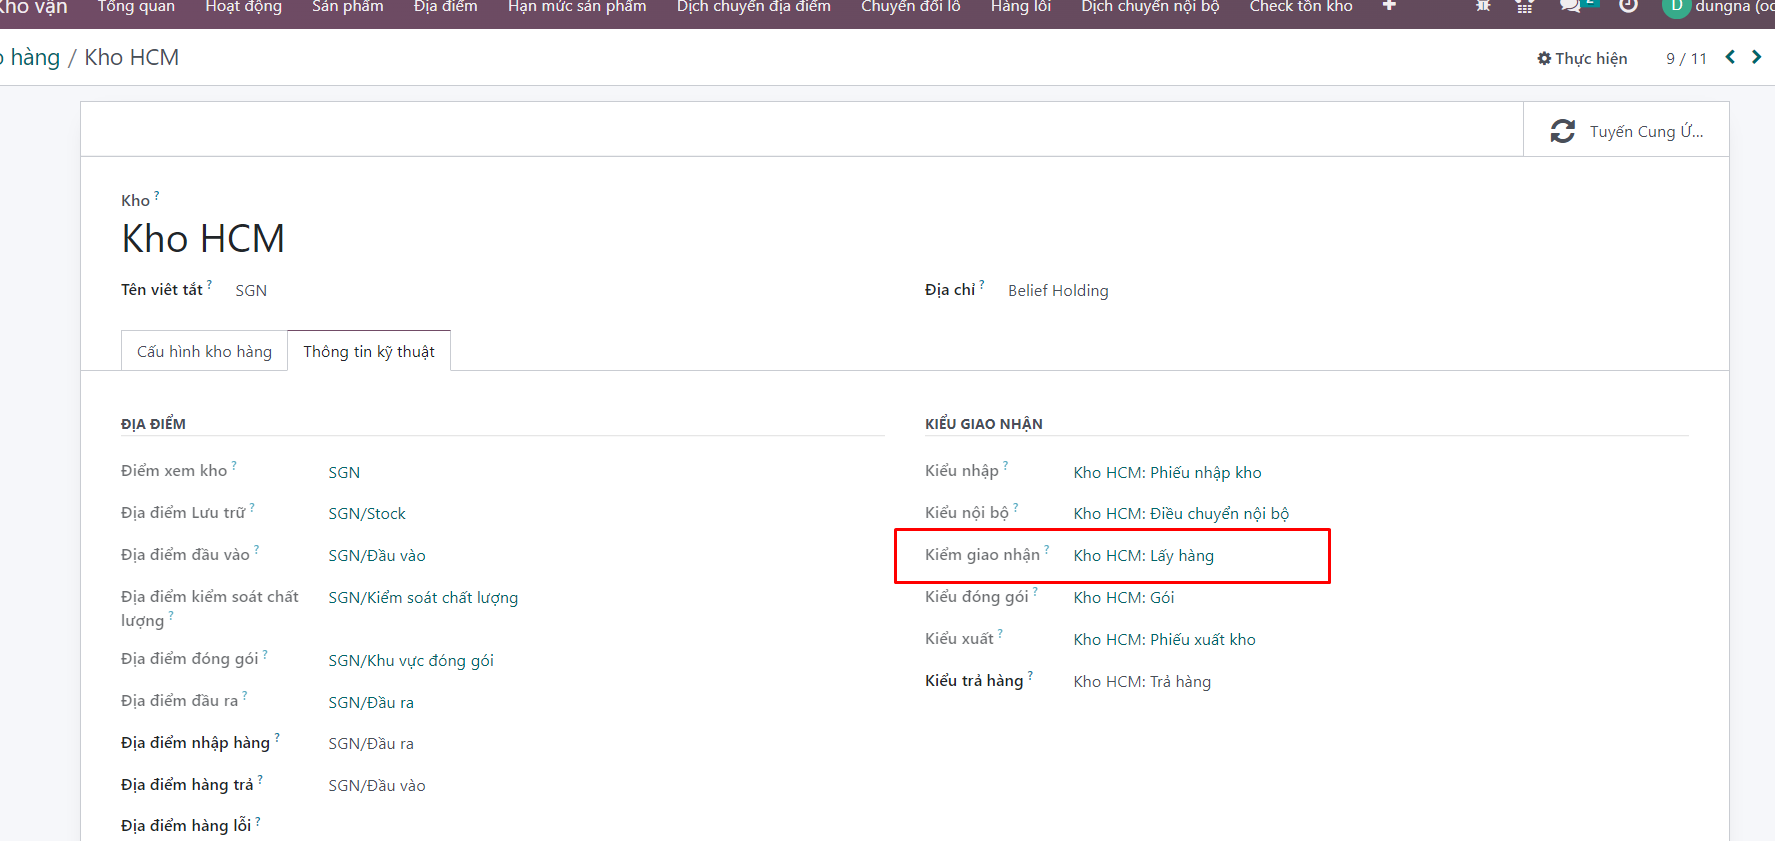 Kho vận Tổng quan Hoạt động Sản phẩm Địa điểm Hạn mức sản phẩm Dịch chuyển địa điểm Chuyển đổi lô Hàng lỗi Dịch chuyển nội bộ Check tồn kho + 2 D dungna (oc
hàng / Kho HCM Thực hiện 9 / 11
Tuyến Cung Ứ...
Kho ?
Kho HCM
Tên viêt tắt ? SGN Địa chỉ ? Belief Holding
Cấu hình kho hàng Thông tin kỹ thuật
ĐỊA ĐIỂM KIỂU GIAO NHẬN
Điểm xem kho ? SGN Kiểu nhập ? Kho HCM: Phiếu nhập kho
Địa điểm Lưu trữ ? SGN/Stock Kiểu nội bộ ? Kho HCM: Điều chuyển nội bộ
Địa điểm đầu vào ? SGN/Đầu vào Kiểm giao nhận ? Kho HCM: Lấy hàng
Địa điểm kiểm soát chất SGN/Kiểm soát chất lượng Kiểu đóng gói ? Kho HCM: Gói
lượng ?
Kiểu xuất ? Kho HCM: Phiếu xuất kho
Địa điểm đóng gói ? SGN/Khu vực đóng gói
Kiểu trả hàng ? Kho HCM: Trả hàng
Địa điểm đầu ra ? SGN/Đầu ra
Địa điểm nhập hàng ? SGN/Đầu ra
Địa điểm hàng trả ? SGN/Đầu vào
Địa điểm hàng lỗi ?